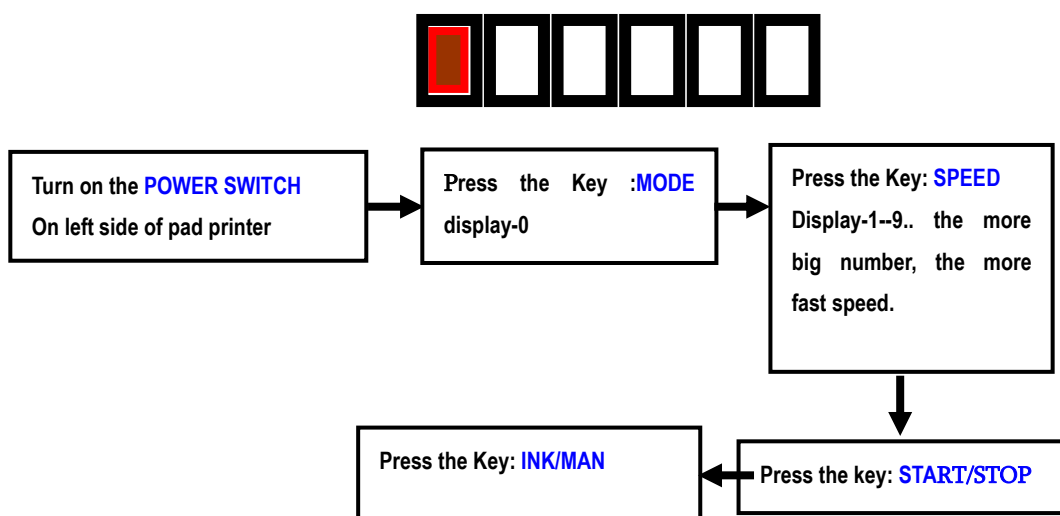 Turn on the POWER SWITCH
On left side of pad printer
Press the Key :MODE
display-0
Press the Key: SPEED
Display-1--9.. the more
big number, the more
fast speed.
Press the key: START/STOP
Press the Key: INK/MAN